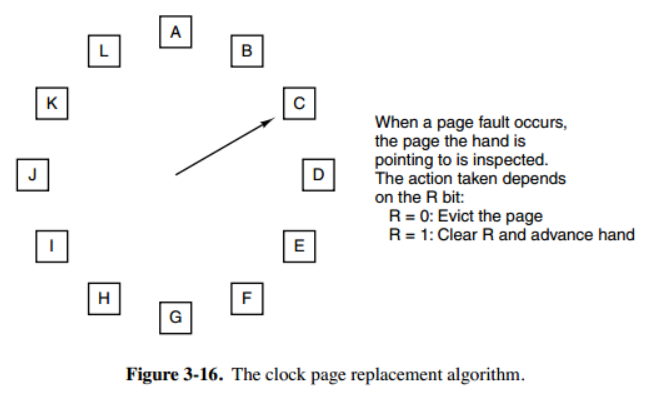 A
L
B
K
C
When a page fault occurs,
the page the hand is
pointing to is inspected.
The action taken depends
on the R bit:
R = 0: Evict the page
R = 1: Clear R and advance hand
J
D
I
E
H
F
G
Figure 3-16. The clock page replacement algorithm.